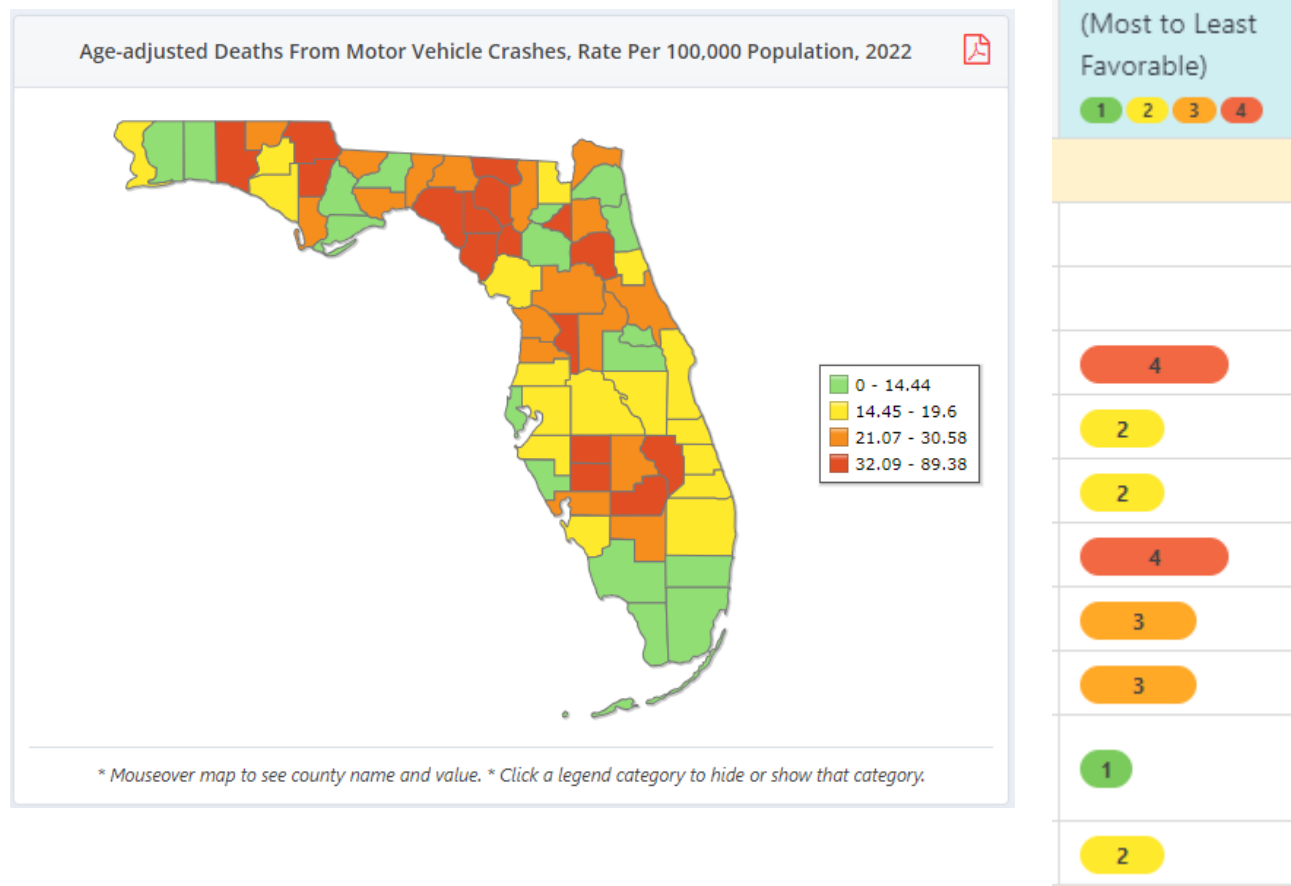 Age-adjusted Deaths From Motor Vehicle Crashes, Rate Per 100,000 Population, 2022
0 - 14.44
14.45 - 19.6
21.07 - 30.58
32.09 - 89.38
* Mouseover map to see county name and value. * Click a legend category to hide or show that category.
(Most to Least
Favorable)
1 2 3 4
4
2
2
4
3
3
1
2